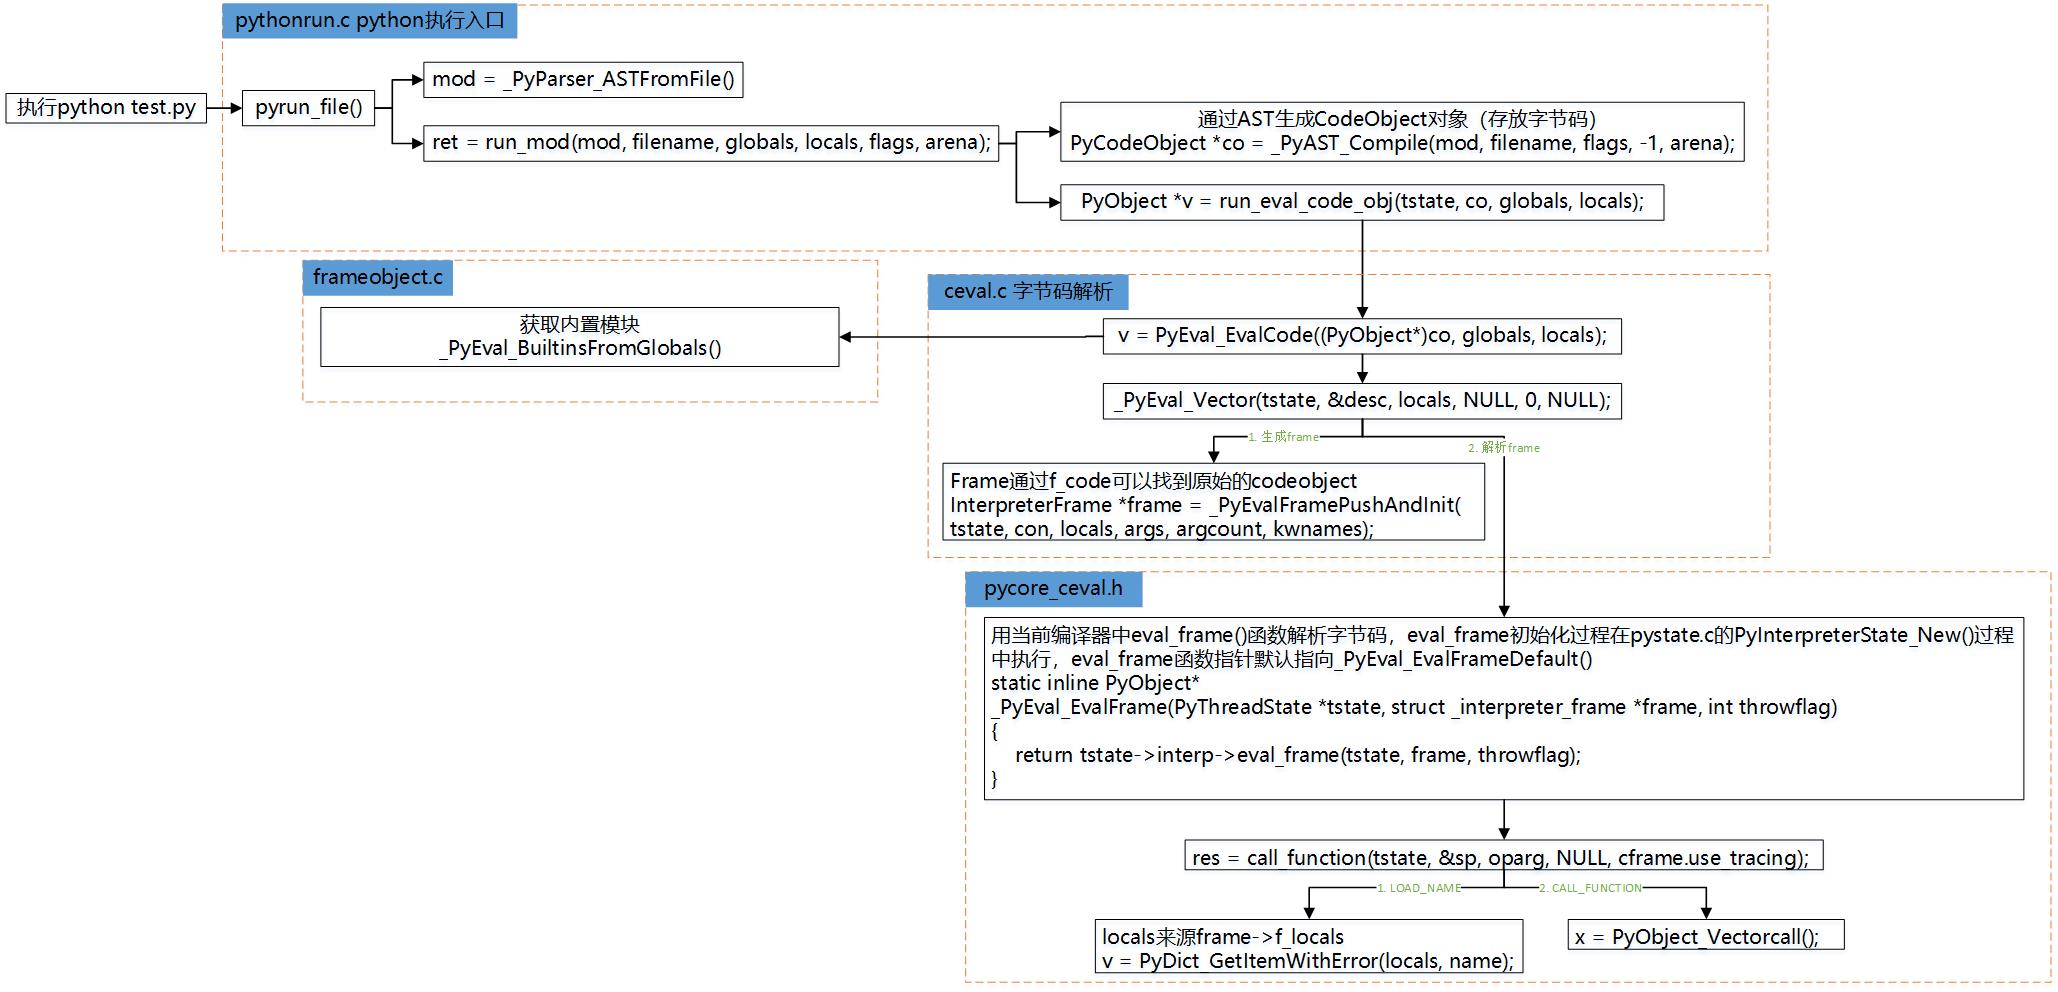 pythonrun.c python执行入口
执行python test.py
pyrun_file()
mod = _PyParser_ASTFromFile()
ret = run_mod(mod, filename, globals, locals, flags, arena);
通过AST生成CodeObject对象（存放字节码）
PyCodeObject *co = _PyAST_Compile(mod, filename, flags, -1, arena);
PyObject *v = run_eval_code_obj(tstate, co, globals, locals);
frameobject.c
获取内置模块
_PyEval_BuiltinsFromGlobals()
ceval.c 字节码解析
v = PyEval_EvalCode((PyObject*)co, globals, locals);
_PyEval_Vector(tstate, &desc, locals, NULL, 0, NULL);
1. 生成frame
2. 解析frame
Frame通过f_code可以找到原始的codeobject
InterpreterFrame *frame = _PyEvalFramePushAndInit(
tstate, con, locals, args, argcount, kwnames);
pycore_ceval.h
用当前编译器中eval_frame()函数解析字节码，eval_frame初始化过程在pystate.c的PyInterpreterState_New()过程
中执行，eval_frame函数指针默认指向_PyEval_EvalFrameDefault()
static inline PyObject*
_PyEval_EvalFrame(PyThreadState *tstate, struct _interpreter_frame *frame, int throwflag)
{
return tstate->interp->eval_frame(tstate, frame, throwflag);
}
res = call_function(tstate, &sp, oparg, NULL, cframe.use_tracing);
1. LOAD_NAME
2. CALL_FUNCTION
locals来源frame->f_locals
v = PyDict_GetItemWithError(locals, name);
x = PyObject_Vectorcall();